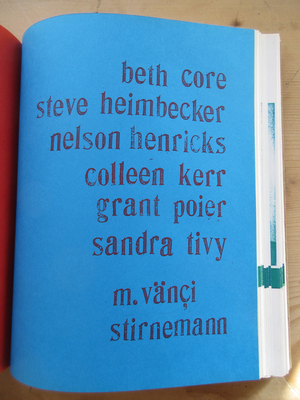 beth core
steve heimbecker
nelson henricks
colleen kerr
grant poier
sandra tivy
m. vänçi
stirnemann